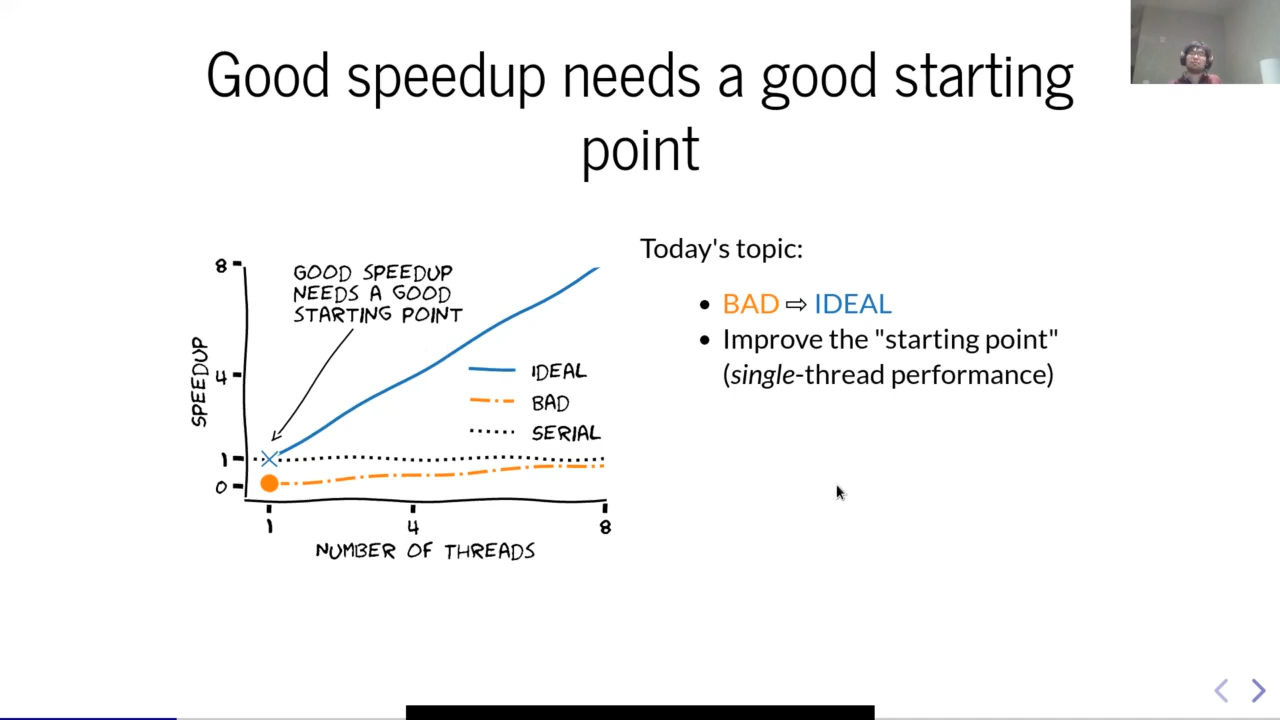 Good speedup needs a good starting
point
Today's topic:
• BAD ⇨ IDEAL
• Improve the "starting point"
(single-thread performance)
8
GOOD SPEEDUP
NEEDS A GOOD
STARTING POINT
SPEEDUP
4
IDEAL
BAD
SERIAL
1
0
1
4
8
NUMBER OF THREADS